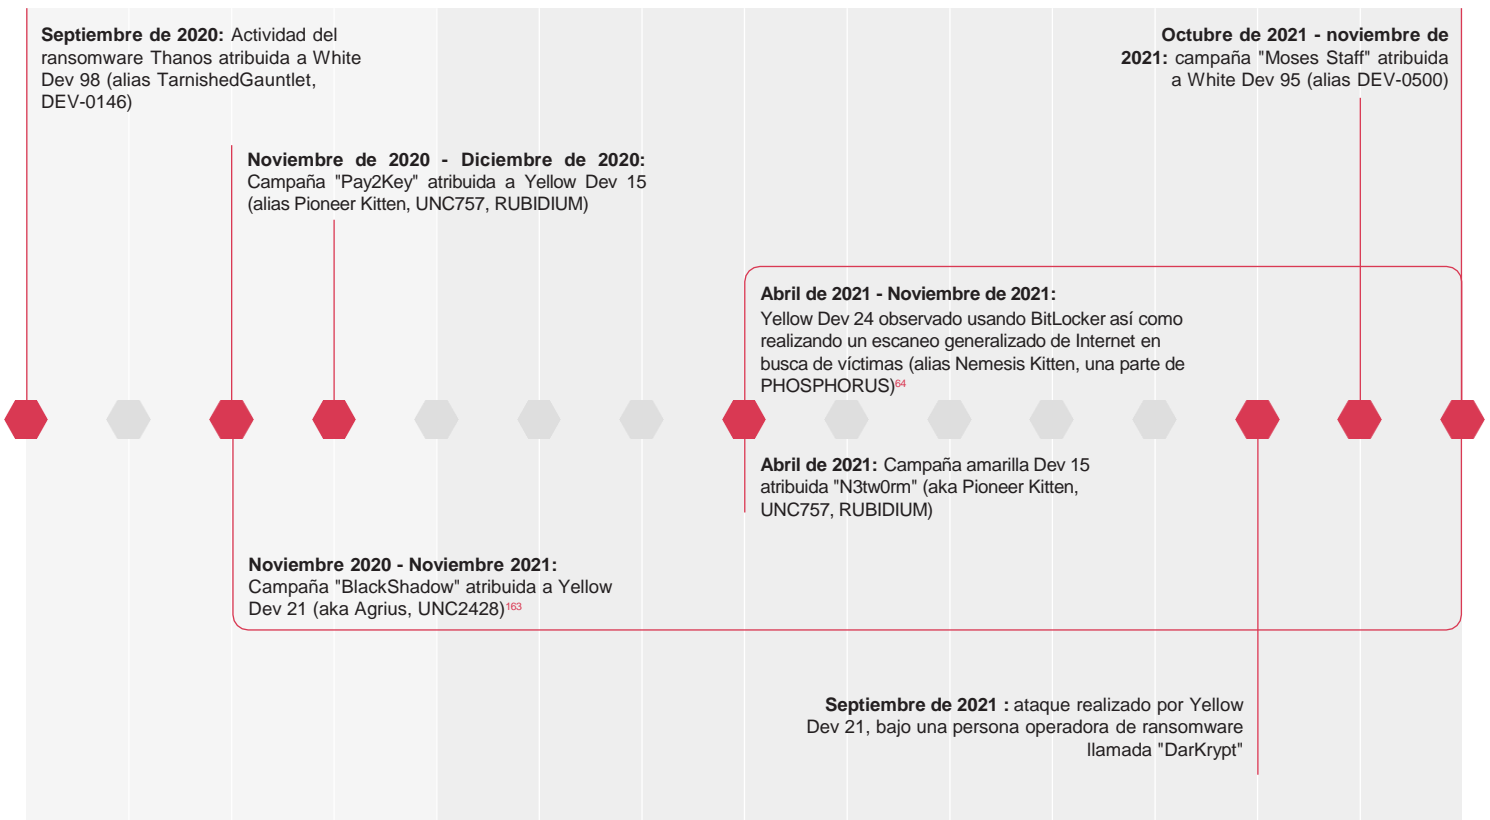 Septiembre de 2020: Actividad del
ransomware Thanos atribuida a White
Dev 98 (alias TarnishedGauntlet,
DEV-0146)
Octubre de 2021 - noviembre de
2021: campaña "Moses Staff" atribuida
a White Dev 95 (alias DEV-0500)
Noviembre de 2020 - Diciembre de 2020:
Campaña "Pay2Key" atribuida a Yellow Dev 15
(alias Pioneer Kitten, UNC757, RUBIDIUM)
Abril de 2021 - Noviembre de 2021:
Yellow Dev 24 observado usando BitLocker así como
realizando un escaneo generalizado de Internet en
busca de víctimas (alias Nemesis Kitten, una parte de
PHOSPHORUS)64
Abril de 2021: Campaña amarilla Dev 15
atribuida "N3tw0rm" (aka Pioneer Kitten,
UNC757, RUBIDIUM)
Noviembre 2020 - Noviembre 2021:
Campaña "BlackShadow" atribuida a Yellow
Dev 21 (aka Agrius, UNC2428)163
Septiembre de 2021 : ataque realizado por Yellow
Dev 21, bajo una persona operadora de ransomware
llamada "DarKrypt"